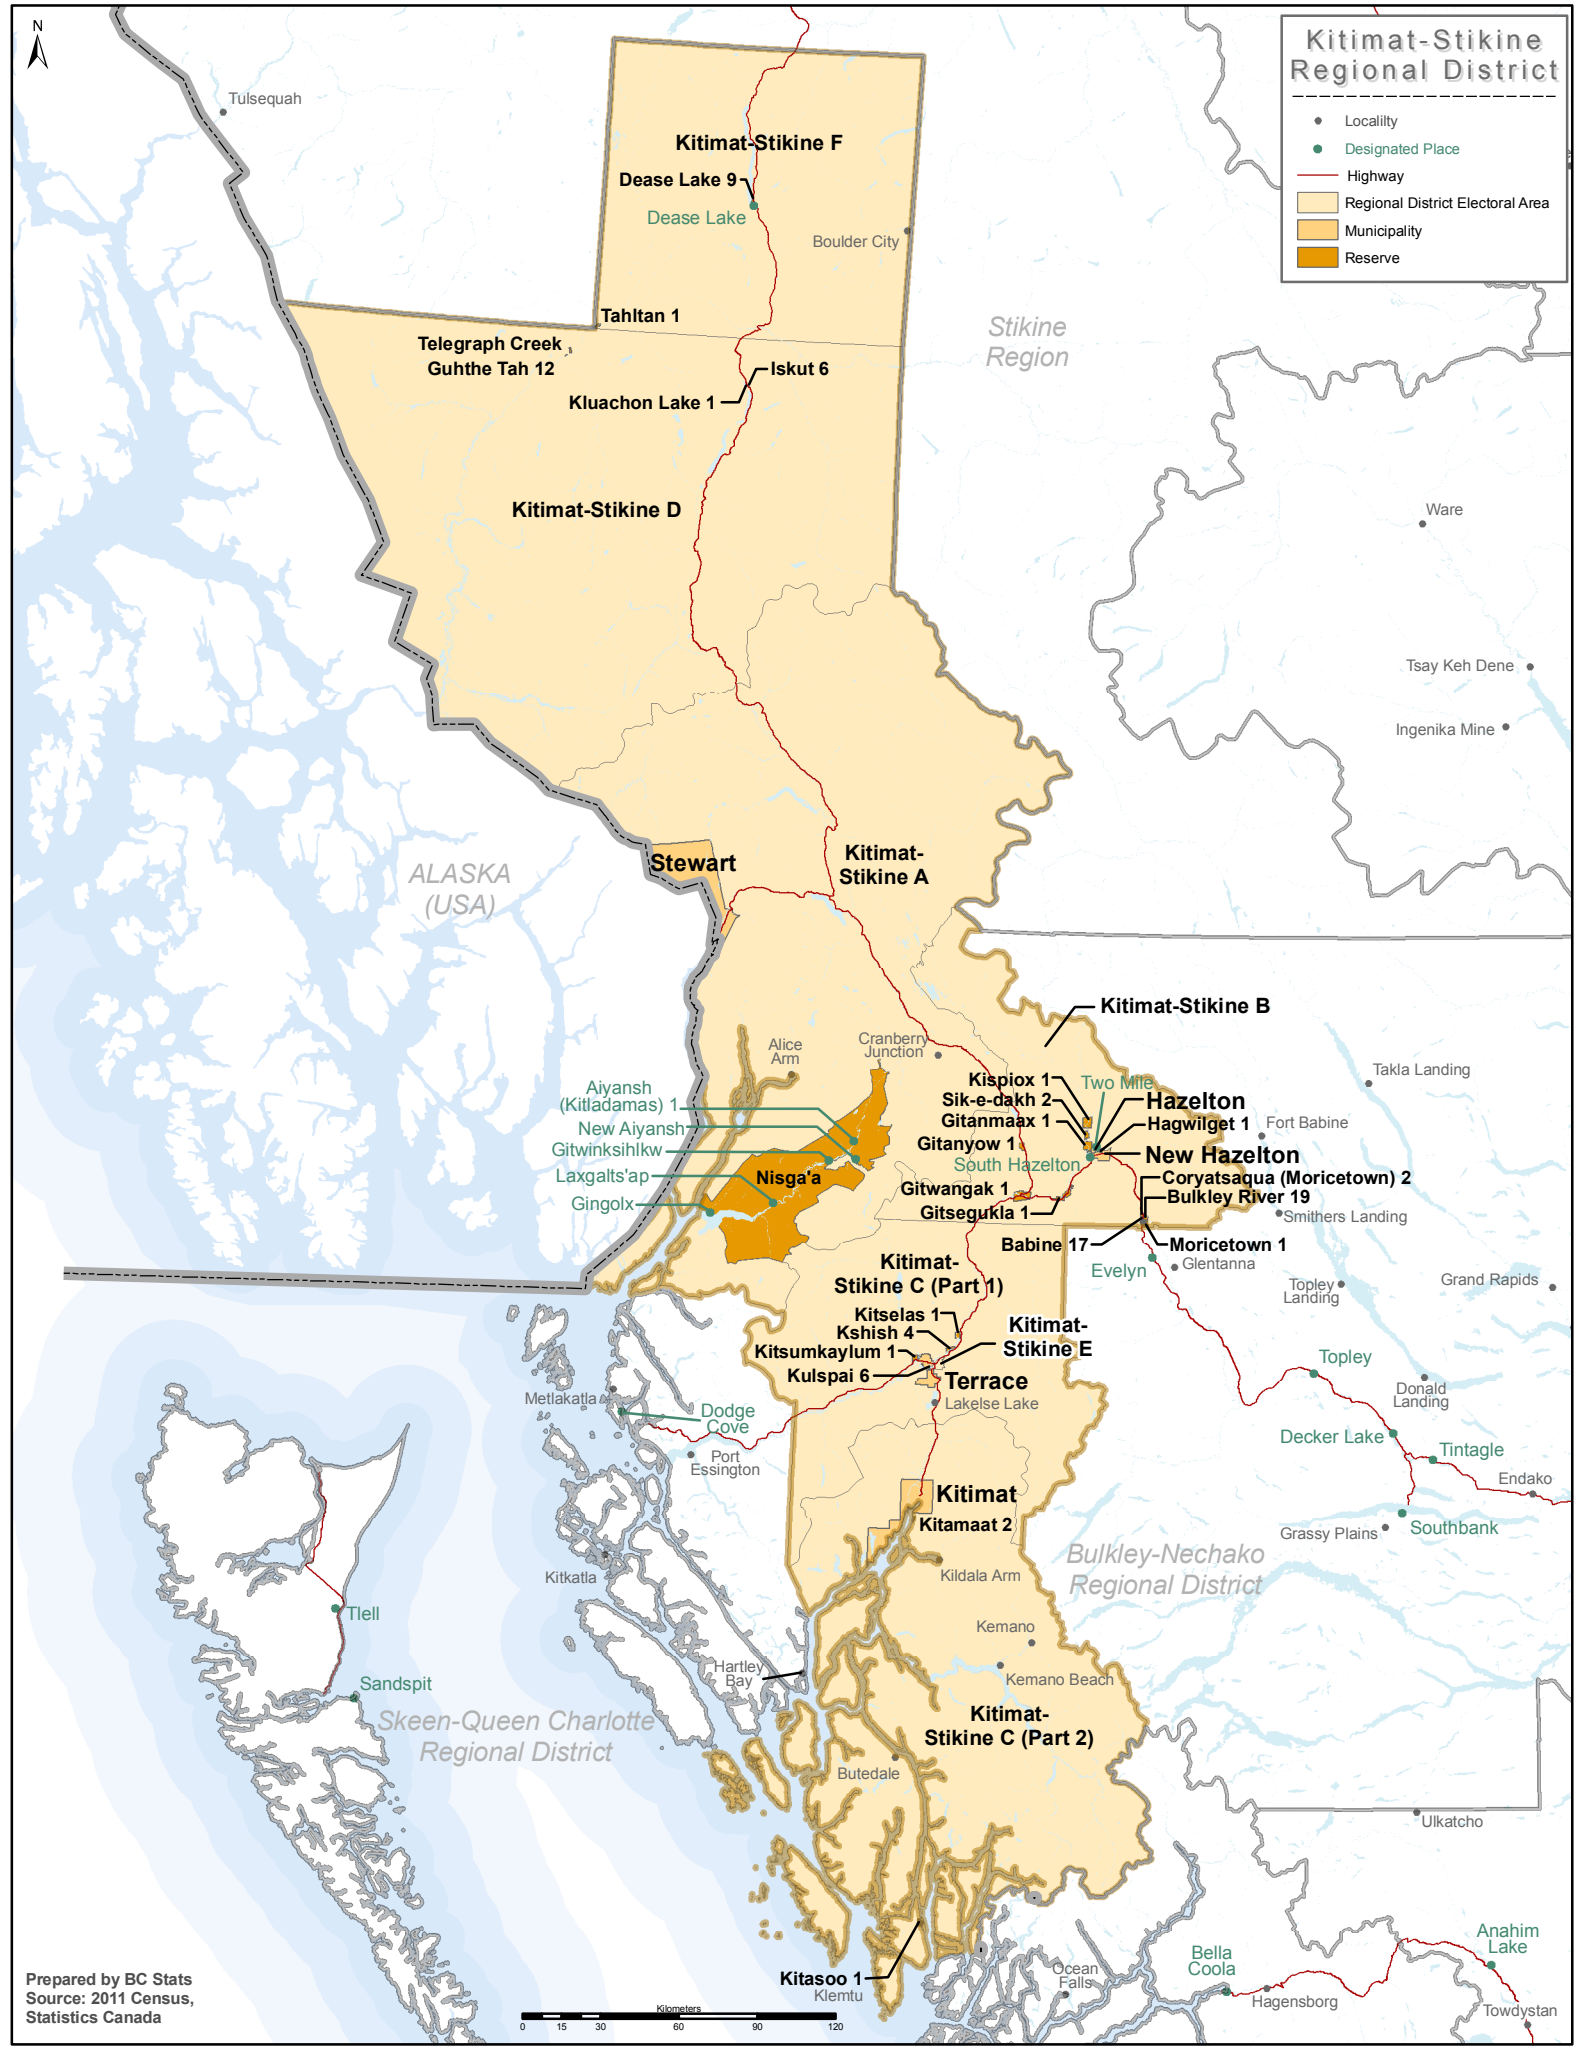 N
Kitimat-Stikine
Regional District
Localilty
Designated Place
Highway
Regional District Electoral Area
Municipality
Reserve
Tulsequah
Kitimat-Stikine F
Dease Lake 9
Dease Lake
Boulder City
Tahltan 1
Telegraph Creek
Guhthe Tah 12
Iskut 6
Kluachon Lake 1
Stikine
Region
Kitimat-Stikine D
Ware
Tsay Keh Dene
Ingenika Mine
Stewart
Kitimat-
Stikine A
ALASKA
(USA)
Kitimat-Stikine B
Alice
Arm
Cranberry
Junction
Takla Landing
Kispiox 1
Two Mile
Sik-e-dakh 2
Hazelton
Gitanmaax 1
Hagwilget 1
Fort Babine
Gitanyow 1
New Hazelton
South Hazelton
Aiyansh
(Kitladamas) 1
New Aiyansh
Gitwinksihlkw
Laxgalts'ap
Gingolx
Nisga'a
Coryatsaqua (Moricetown) 2
Gitwangak 1
Bulkley River 19
Gitsegukla 1
Smithers Landing
Babine 17
Moricetown 1
Glentanna
Evelyn
Topley
Landing
Grand Rapids
Kitimat-
Stikine C (Part 1)
Kitselas 1
Kshish 4
Kitsumkaylum 1
Kulspai 6
Kitimat-
Stikine E
Terrace
Lakelse Lake
Topley
Donald
Landing
Metlakatla
Dodge
Cove
Port
Essington
Decker Lake
Tintagle
Endako
Kitimat
Kitamaat 2
Grassy Plains
Southbank
Bulkley-Nechako
Regional District
Kitkatla
Kildala Arm
Tlell
Kemano
Hartley
Bay
Kemano Beach
Sandspit
Skeen-Queen Charlotte
Regional District
Kitimat-
Stikine C (Part 2)
Butedale
Ulkatcho
Anahim
Lake
Bella
Coola
Ocean
Falls
Hagensborg
Towdystan
Kitasoo 1
Klemtu
Prepared by BC Stats
Source: 2011 Census,
Statistics Canada
Kilometers
0 15 30 60 90 120